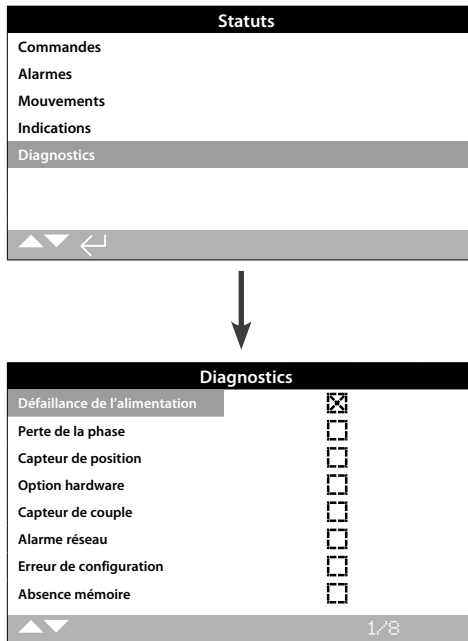 Statuts
Commandes
Alarmes
Mouvements
Indications
Diagnostics
Diagnostics
Défaillance de l'alimentation
Perte de la phase
Capteur de position
Option hardware
Capteur de couple
Alarme réseau
Erreur de configuration
Absence mémoire
1/8